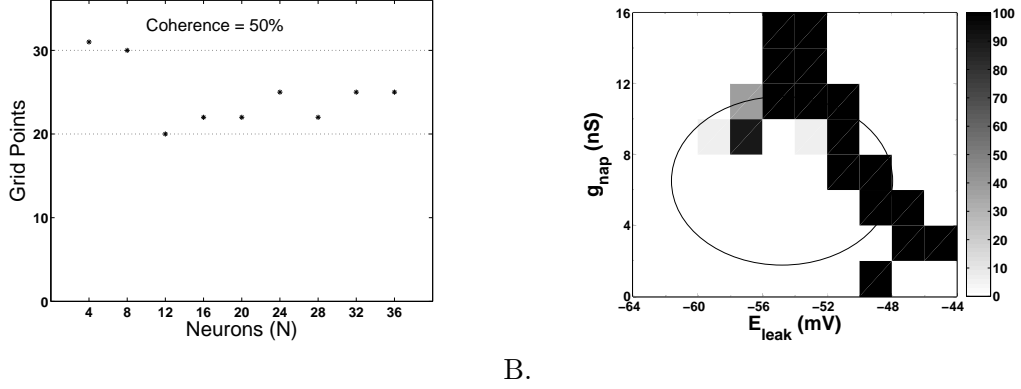 Coherence = 50%
Grid Points
30
20
10
0
4 8 12 16 20 24 28 32 36
Neurons (N)
g_nap (nS)
16
12
8
4
0
−64 −60 −56 −52 −48 −44
E_leak (mV)
100
90
80
70
60
50
40
30
20
10
0
B.